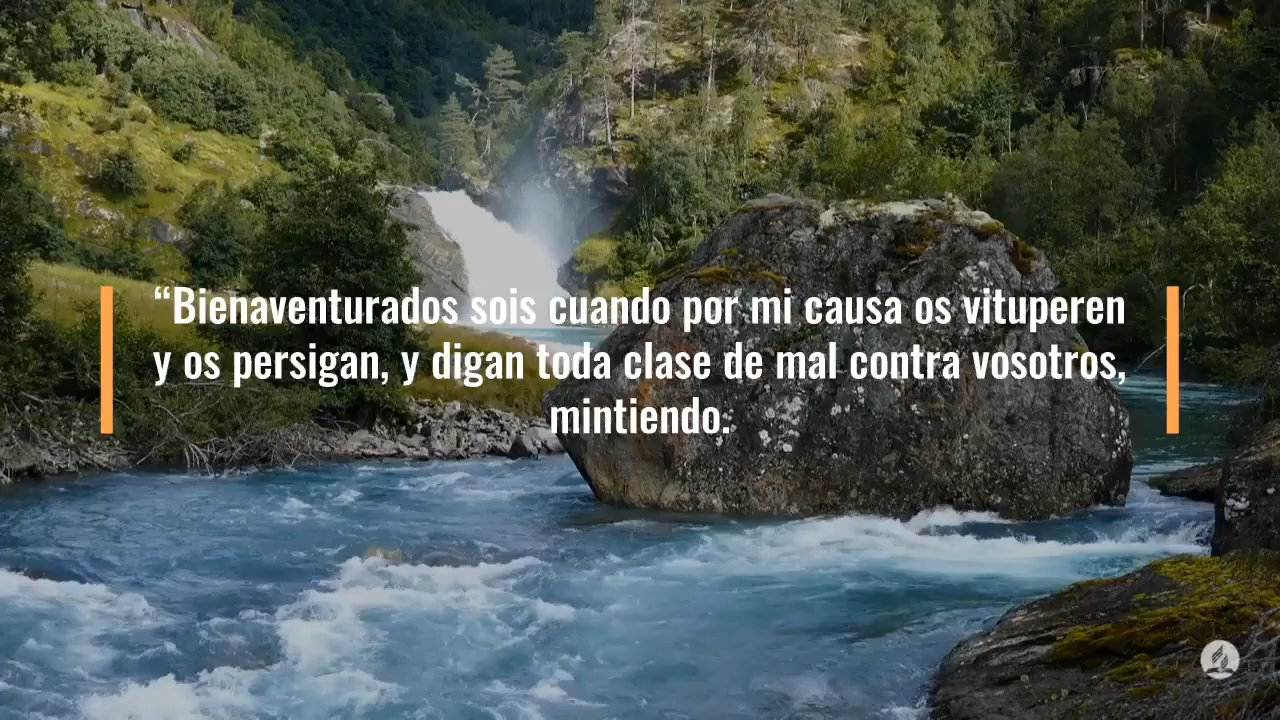 “Bienaventurados sois cuando por mi causa os vituperen
y os persigan, y digan toda clase de mal contra vosotros,
mintiendo.